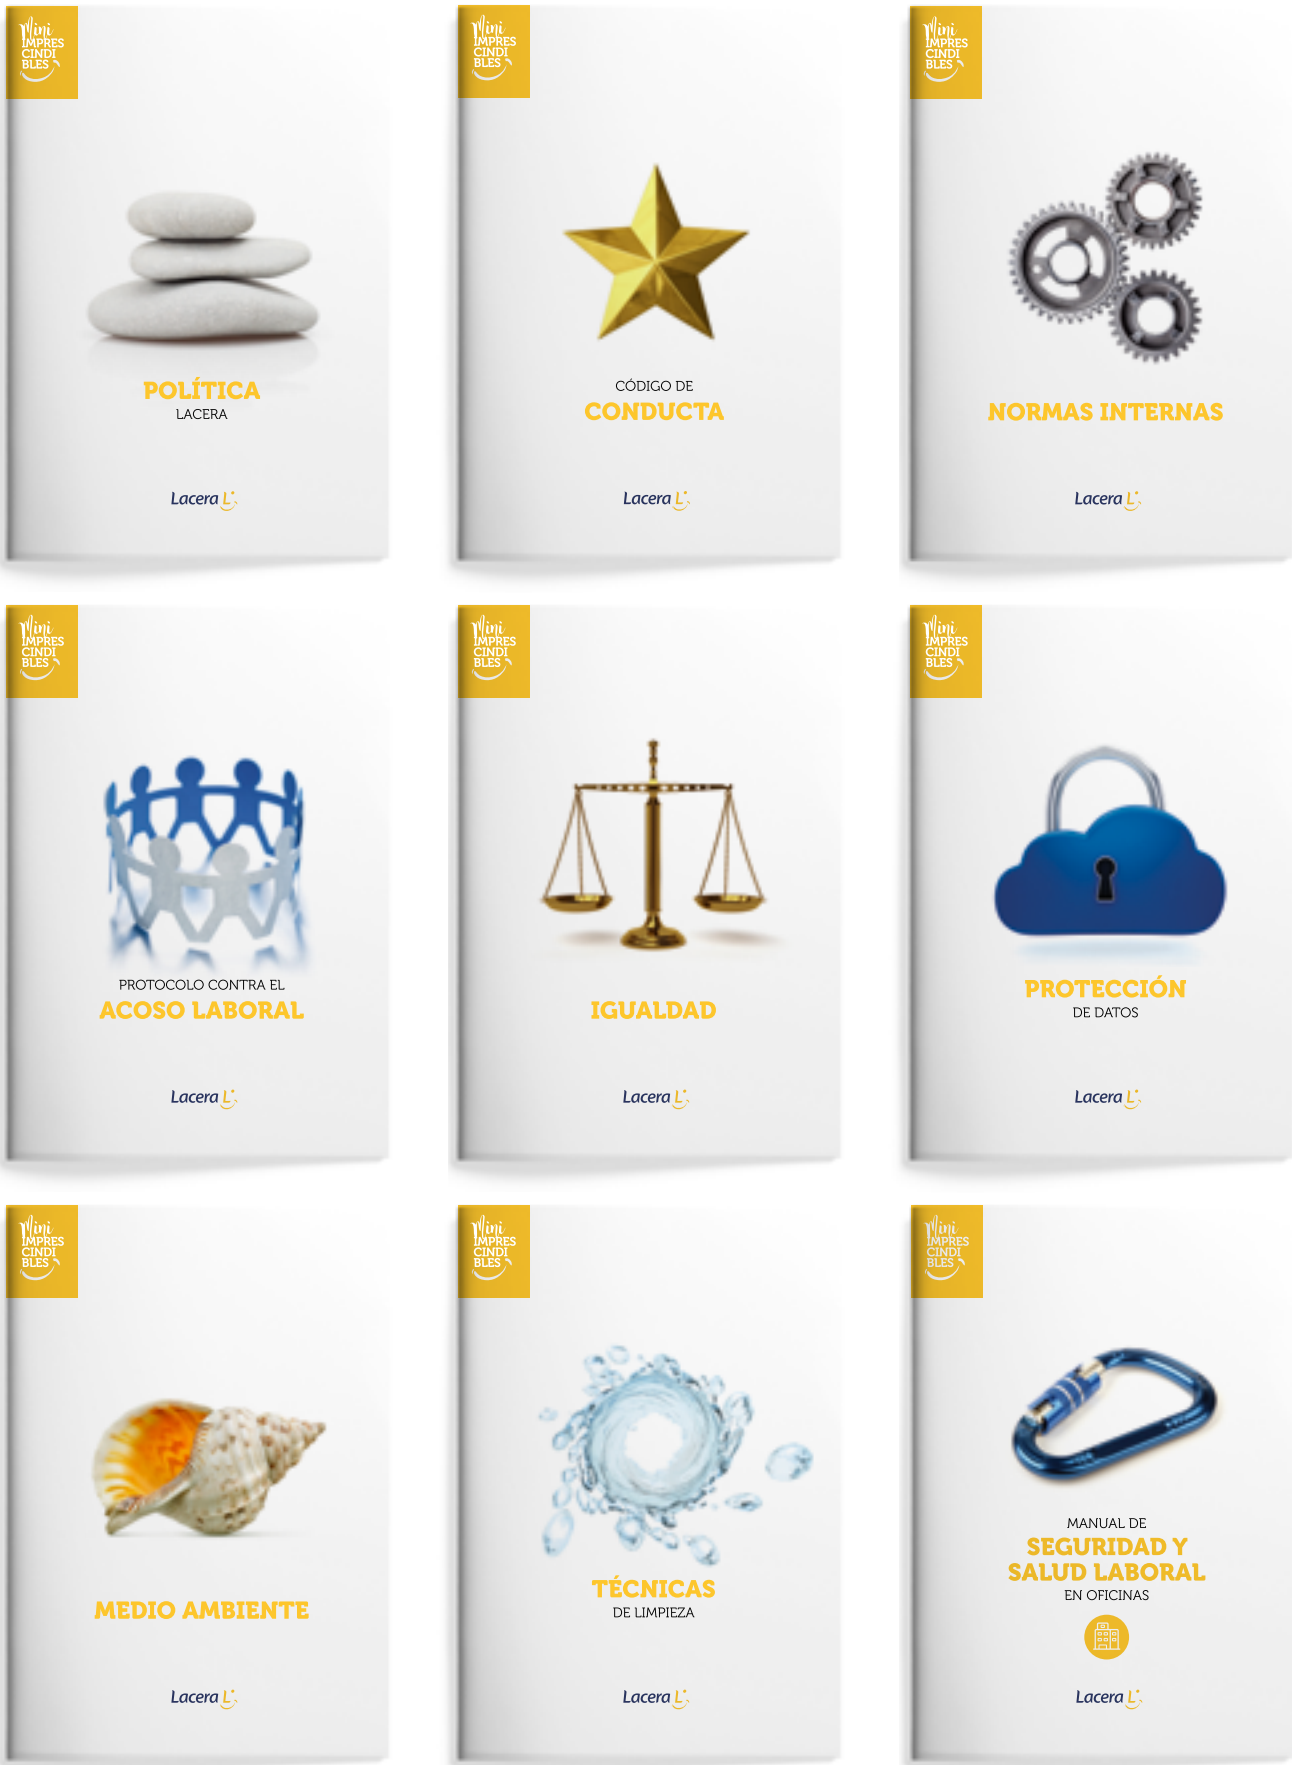 Mini
IMPRES
CINDI
BLES
POLÍTICA
LACERA
Lacera L
Mini
IMPRES
CINDI
BLES
CÓDIGO DE
CONDUCTA
Lacera L
Mini
IMPRES
CINDI
BLES
NORMAS INTERNAS
Lacera L
Mini
IMPRES
CINDI
BLES
PROTOCOLO CONTRA EL
ACOSO LABORAL
Lacera L
Mini
IMPRES
CINDI
BLES
IGUALDAD
Lacera L
Mini
IMPRES
CINDI
BLES
PROTECCIÓN
DE DATOS
Lacera L
Mini
IMPRES
CINDI
BLES
MEDIO AMBIENTE
Lacera L
Mini
IMPRES
CINDI
BLES
TÉCNICAS
DE LIMPIEZA
Lacera L
Mini
IMPRES
CINDI
BLES
MANUAL DE
SEGURIDAD Y
SALUD LABORAL
EN OFICINAS
Lacera L